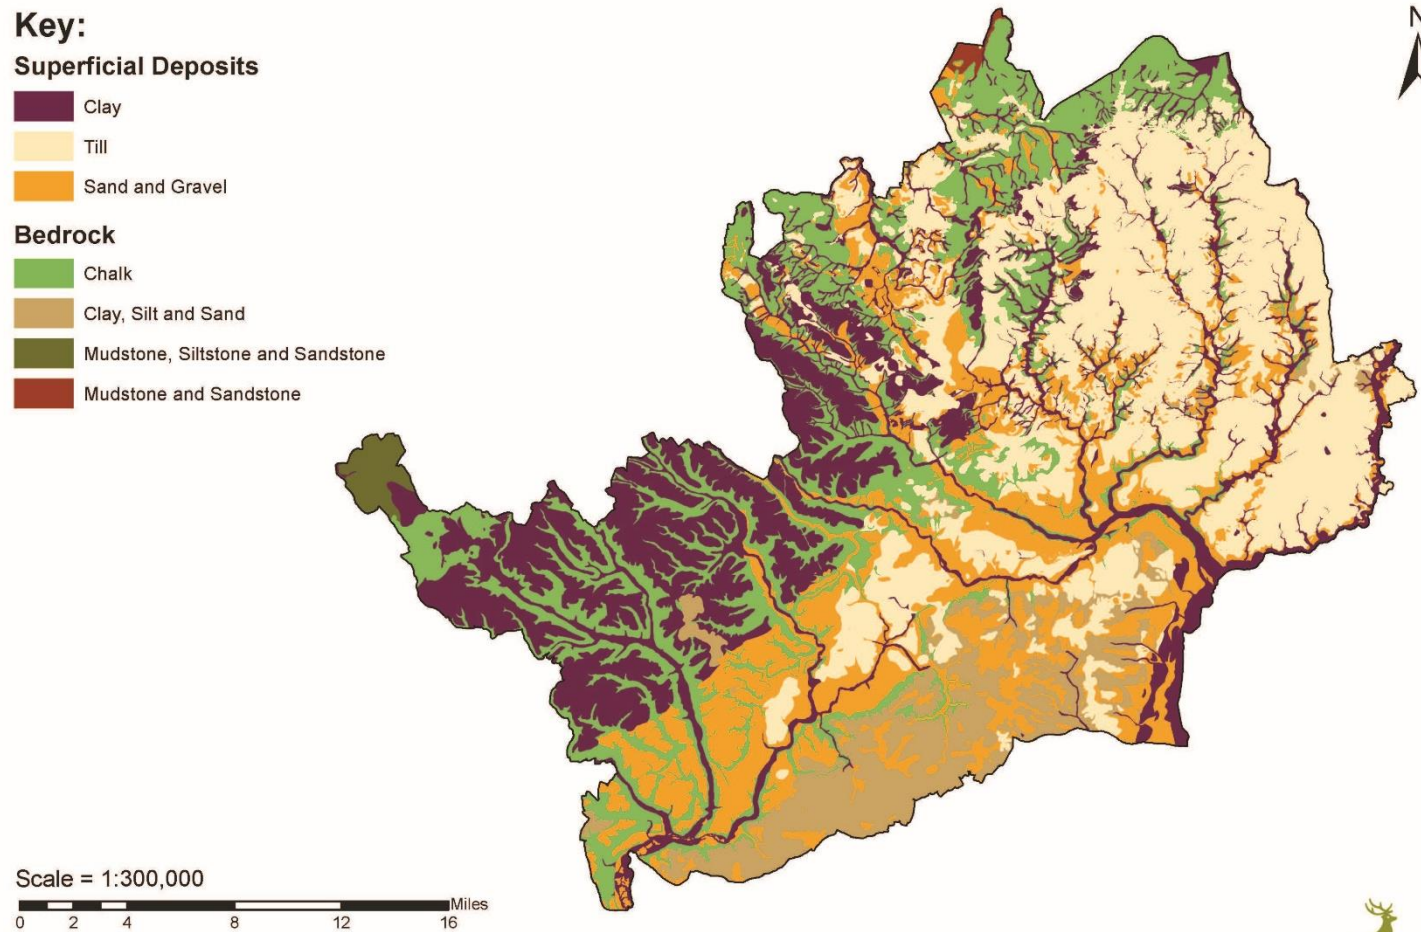 Key:
Superficial Deposits
Clay
Till
Sand and Gravel
Bedrock
Chalk
Clay, Silt and Sand
Mudstone, Siltstone and Sandstone
Mudstone and Sandstone
N
Scale = 1:300,000
Miles
0 2 4 8 12 16